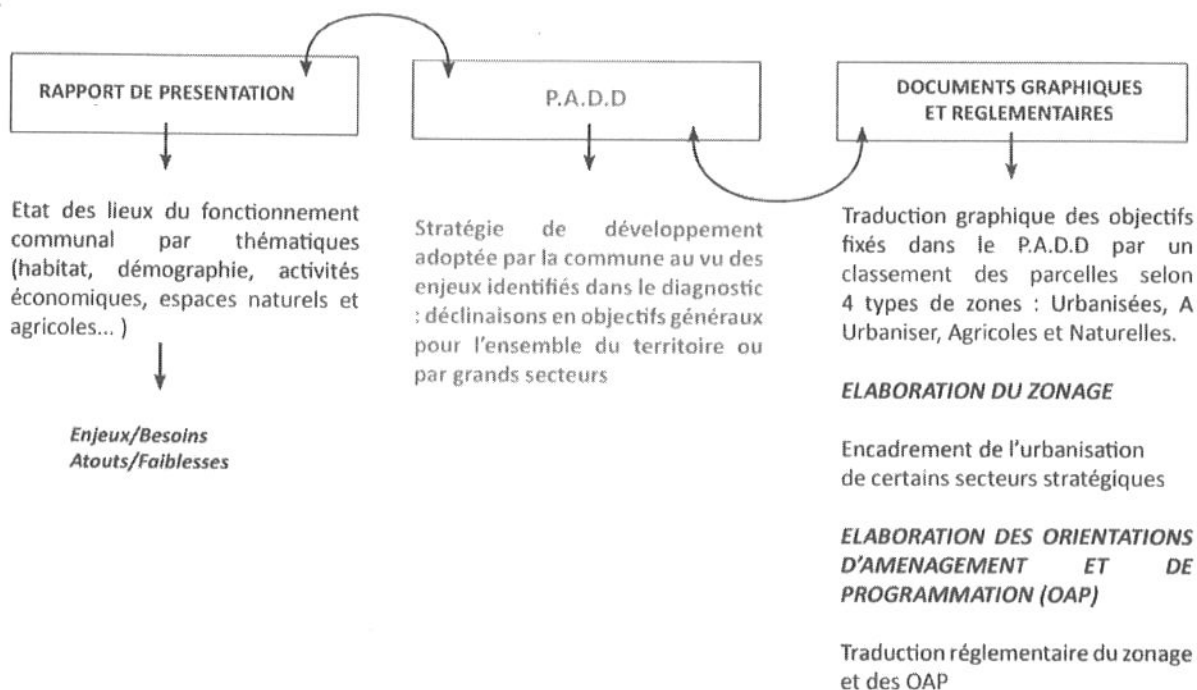 RAPPORT DE PRESENTATION
Etat des lieux du fonctionnement
communal par thématiques
(habitat, démographie, activités
économiques, espaces naturels et
agricoles... )
Enjeux/Besoins
Atouts/Faiblesses
P.A.D.D
Stratégie de développement
adoptée par la commune au vu des
enjeux identifiés dans le diagnostic
: déclinaisons en objectifs généraux
pour l'ensemble du territoire ou
par grands secteurs
DOCUMENTS GRAPHIQUES
ET REGLEMENTAIRES
Traduction graphique des objectifs
fixés dans le P.A.D.D par un
classement des parcelles selon
4 types de zones : Urbanisées, A
Urbaniser, Agricoles et Naturelles.
ELABORATION DU ZONAGE
Encadrement de l'urbanisation
de certains secteurs stratégiques
ELABORATION DES ORIENTATIONS
D'AMENAGEMENT ET DE
PROGRAMMATION (OAP)
Traduction réglementaire du zonage
et des OAP